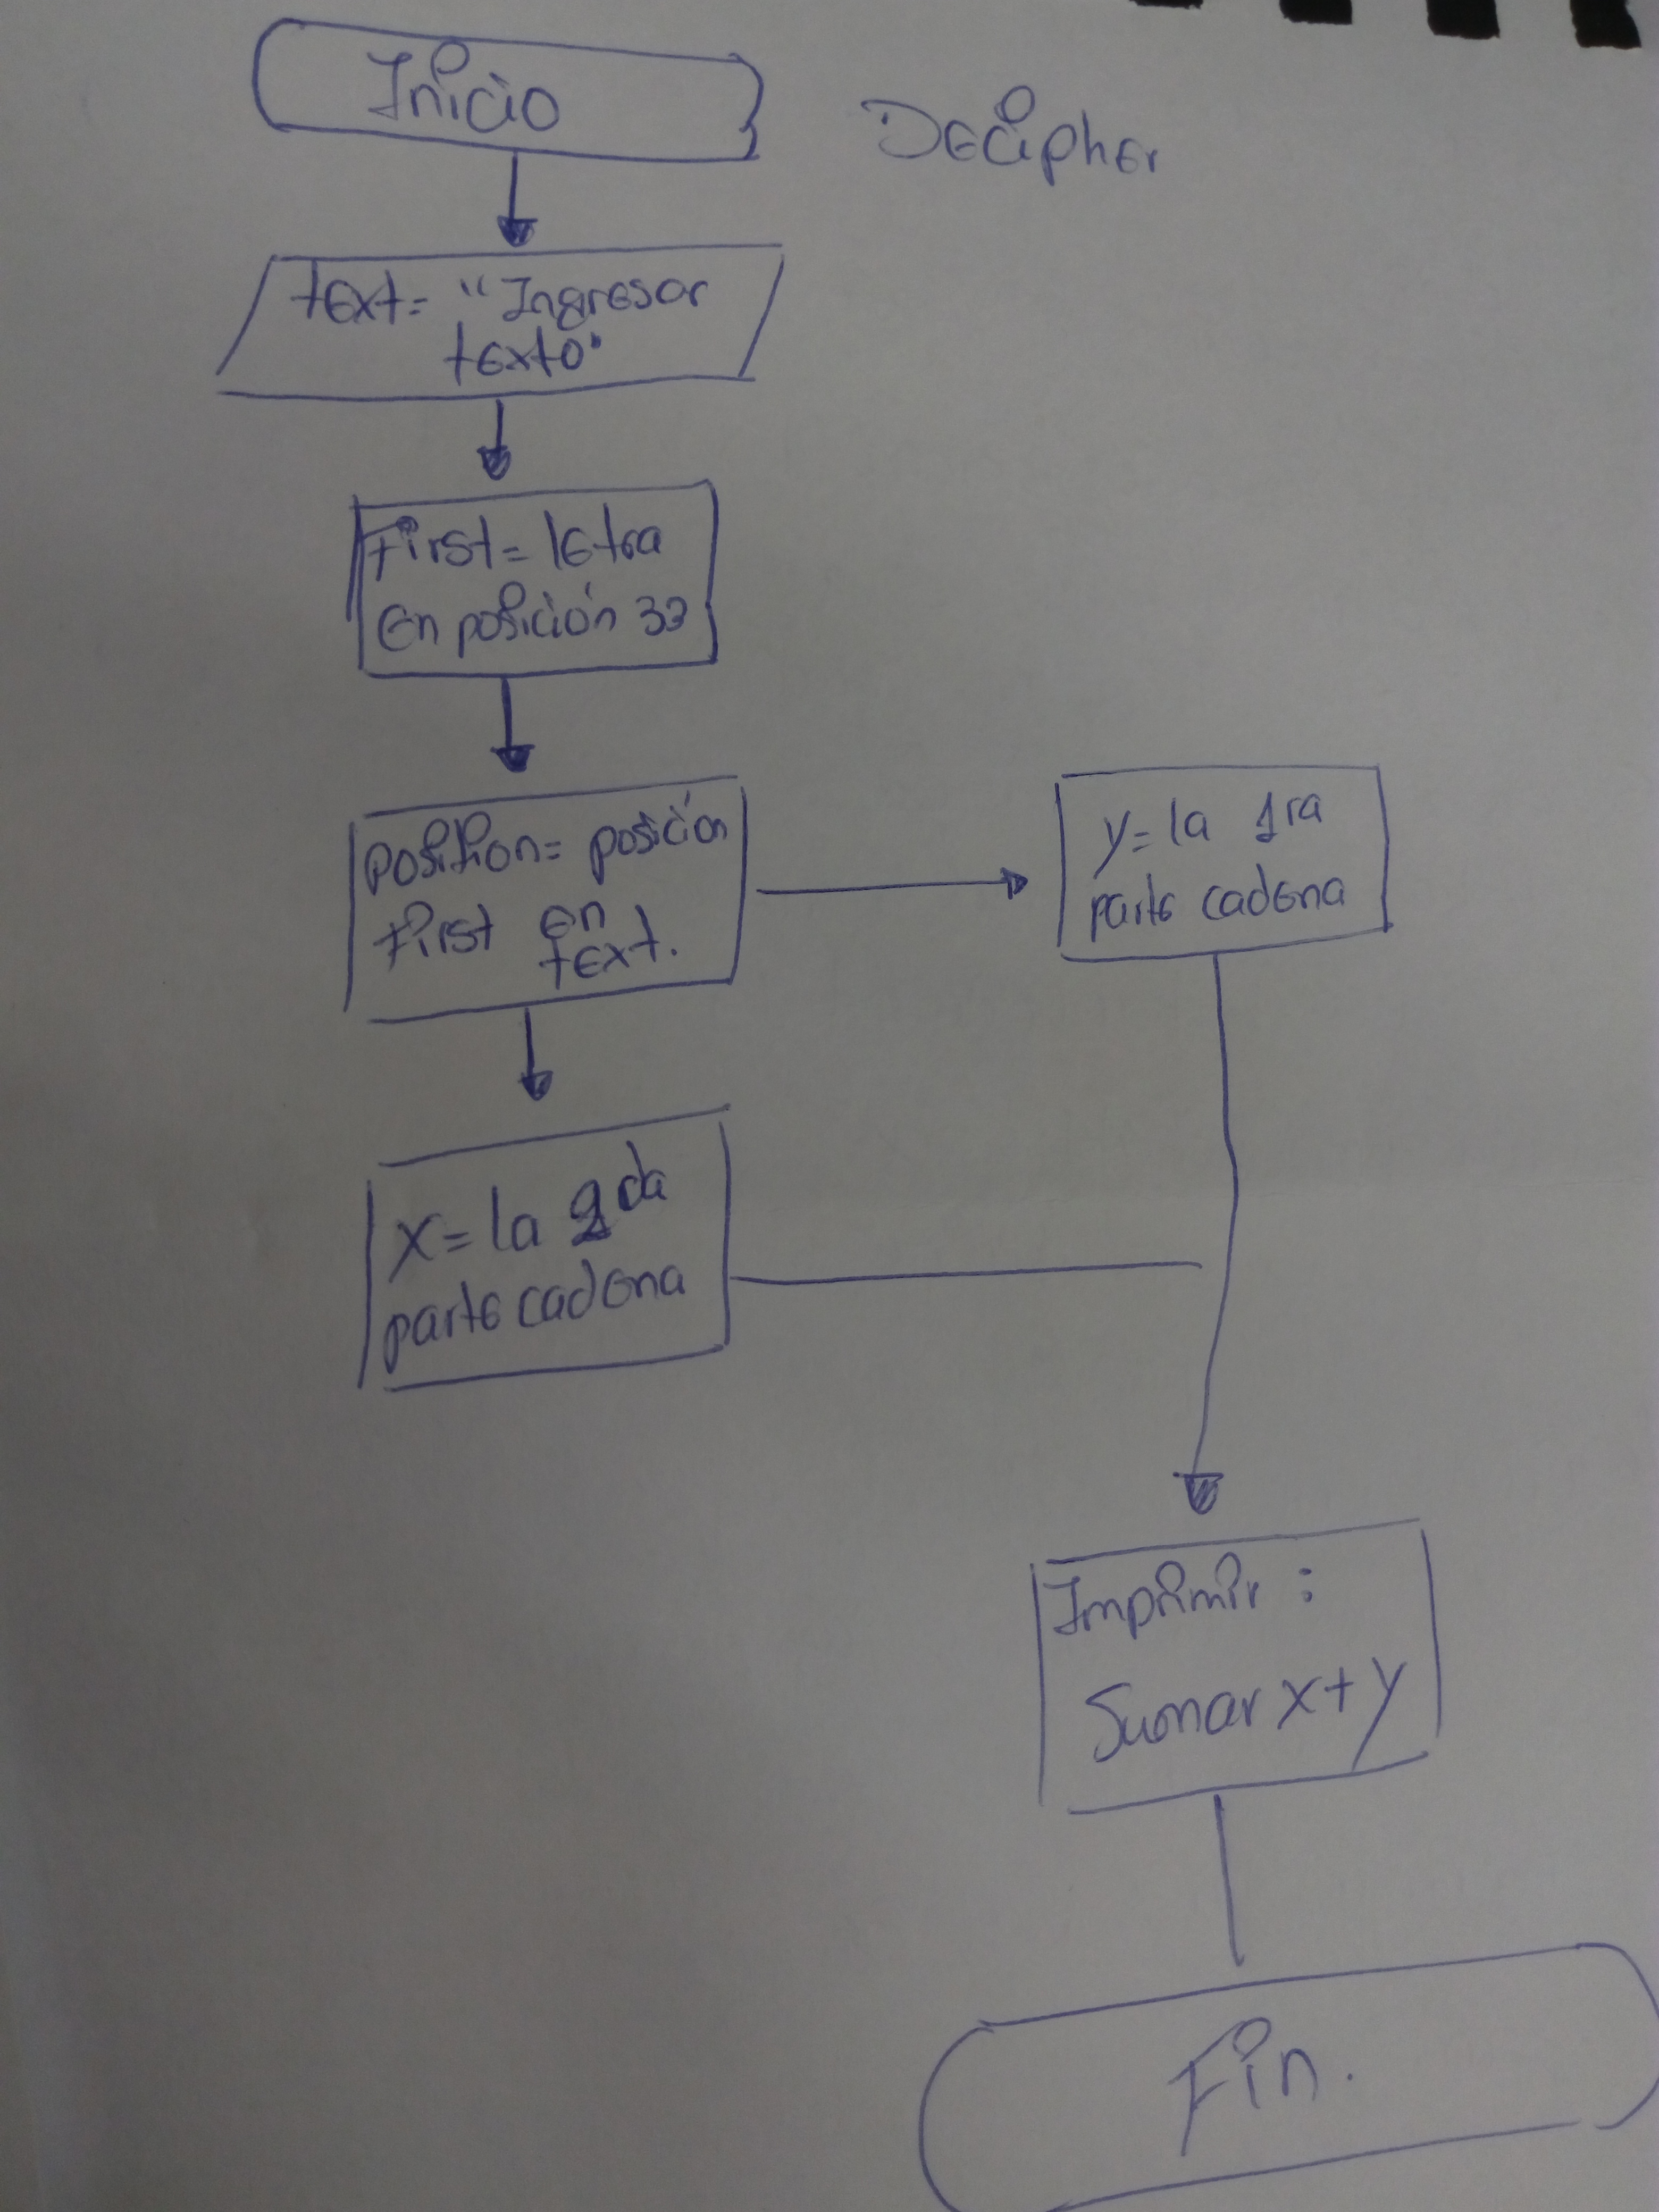 Inicio
Decipher
text= "Ingresar
texto"
First= letra
en posición 33
Position= posición
First en
text.
y= la 1ra
parte cadena
x= la 2da
parte cadena
Imprimir:
Sumar x+y
Fin.